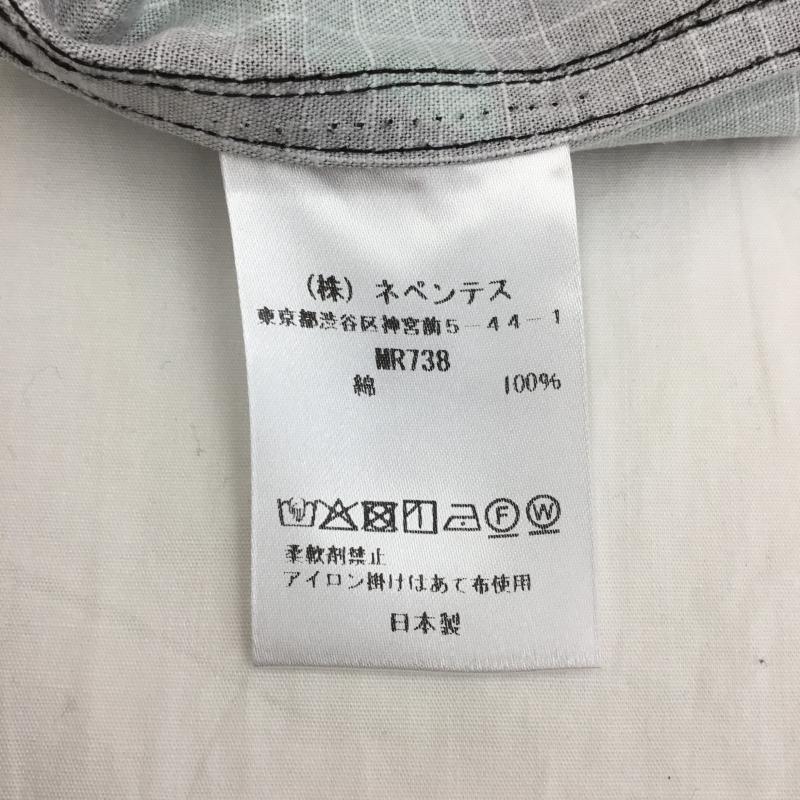 (株) ネペンテス
東京都渋谷区神宮前5-44-1
MR738
綿 100%
F W
柔軟剤禁止
アイロン掛けはあて布使用
日本製